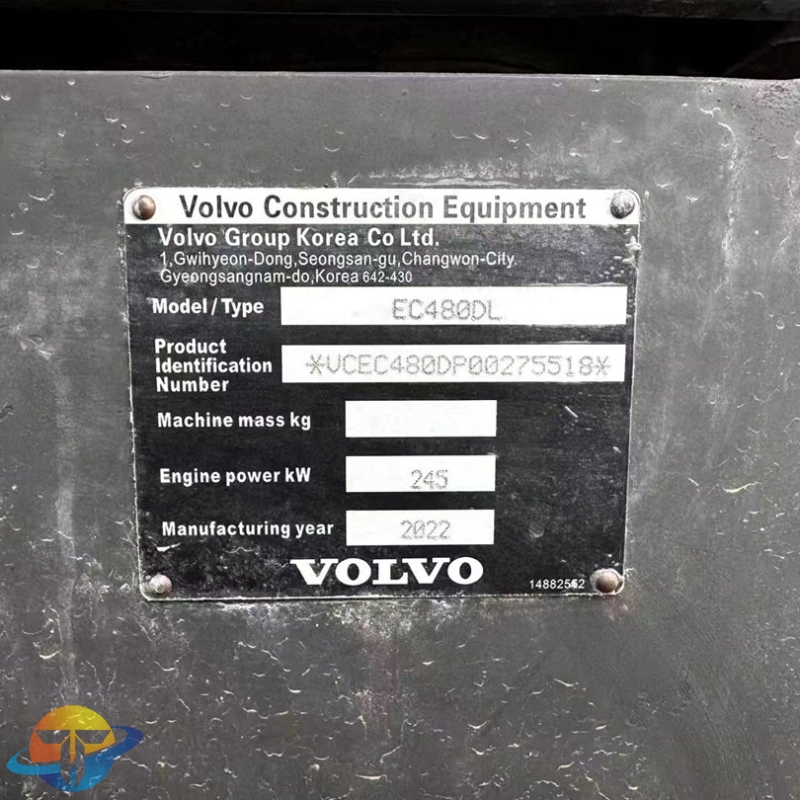 Volvo Construction Equipment
Volvo Group Korea Co Ltd.
1,Gwihyeon-Dong,Seongsan-gu,Changwon-City.
Gyeongsangnam-do,Korea 642-430
Model / Type EC480DL
Product Identification Number *VCEC480DP00275518*
Machine mass kg
Engine power kW 245
Manufacturing year 2022
VOLVO
14882552